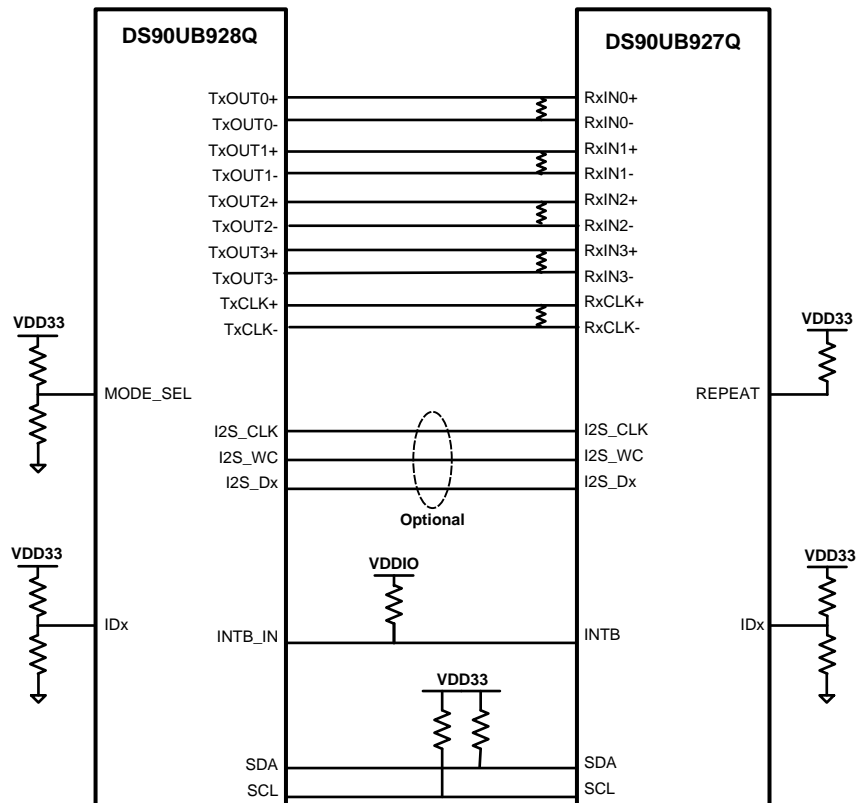 DS90UB928Q
DS90UB927Q
TxOUT0+
RxIN0+
TxOUT0-
RxIN0-
TxOUT1+
RxIN1+
TxOUT1-
RxIN1-
TxOUT2+
RxIN2+
TxOUT2-
RxIN2-
TxOUT3+
RxIN3+
TxOUT3-
RxIN3-
TxCLK+
RxCLK+
TxCLK-
RxCLK-
VDD33
VDD33
MODE_SEL
REPEAT
I2S_CLK
I2S_CLK
I2S_WC
I2S_WC
I2S_Dx
I2S_Dx
Optional
VDD33
VDDIO
VDD33
IDx
IDx
INTB_IN
INTB
VDD33
SDA
SDA
SCL
SCL